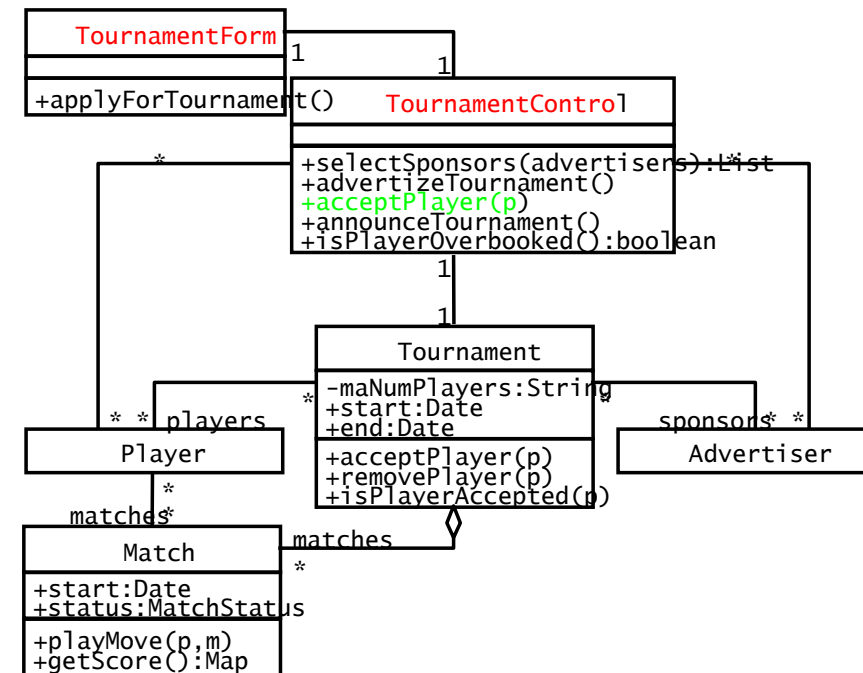 TournamentForm
1
+applyForTournament()
1
TournamentControl
*
*
+selectSponsors(advertisers):List
+advertizeTournament()
+acceptPlayer(p)
+announceTournament()
+isPlayerOverbooked():boolean
1
1
Tournament
-maNumPlayers:String
+start:Date
+end:Date
*
*
+acceptPlayer(p)
+removePlayer(p)
+isPlayerAccepted(p)
* * players
Player
sponsors* *
Advertiser
*
matches*
Match
matches
*
+start:Date
+status:MatchStatus
+playMove(p,m)
+getScore():Map